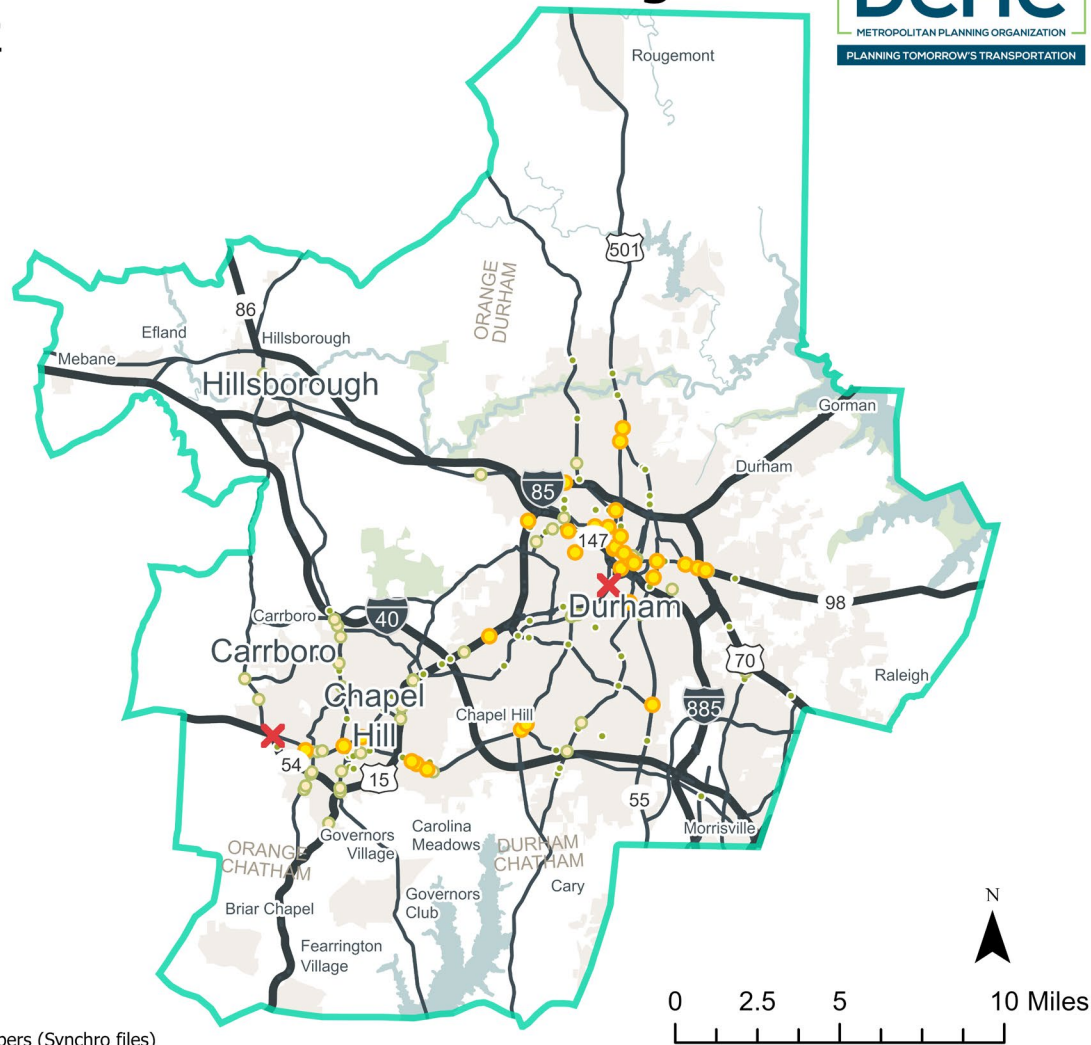 METROPOLITAN PLANNING ORGANIZATION
PLANNING TOMORROW'S TRANSPORTATION
Rougemont
501
ORANGE
DURHAM
86
Efland
Hillsborough
Mebane
Hillsborough
Gorman
Durham
85
147
98
Durham
Carrboro
40
Carrboro
70
Raleigh
Chapel
Hill
Chapel Hill
885
54
15
55
Morrisville
Governors
Village
Carolina
Meadows
ORANGE
CHATHAM
DURHAM
CHATHAM
Cary
Governors
Club
Briar Chapel
Fearrington
Village
N
0 2.5 5 10 Miles
(Synchro files)